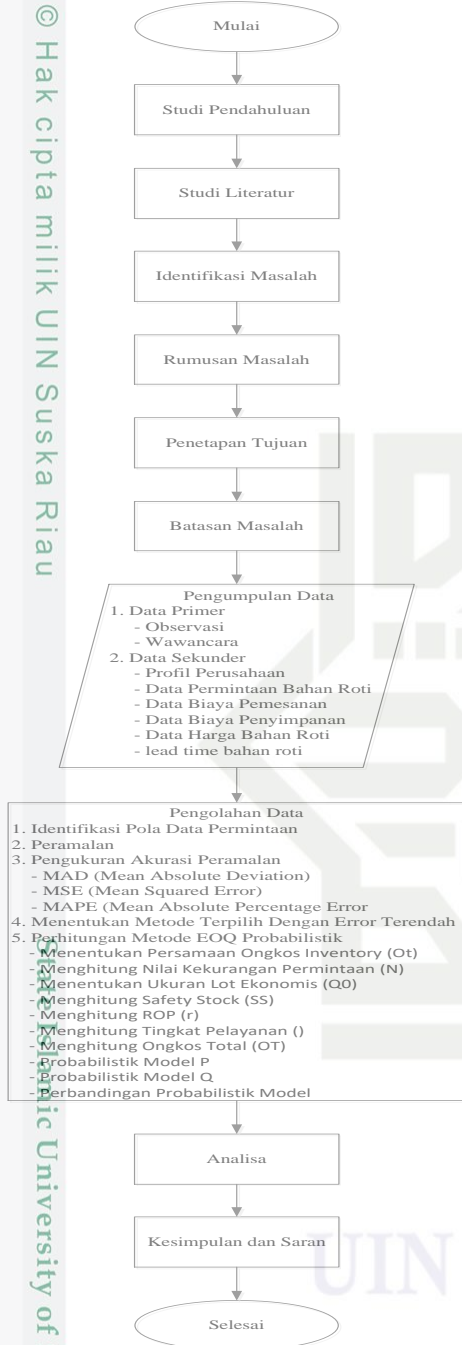 © Hak cipta milik UIN Suska Riau
State Islamic University of
Mulai
Studi Pendahuluan
Studi Literatur
Identifikasi Masalah
Rumusan Masalah
Penetapan Tujuan
Batasan Masalah
Pengumpulan Data
1. Data Primer
- Observasi
- Wawancara
2. Data Sekunder
- Profil Perusahaan
- Data Permintaan Bahan Roti
- Data Biaya Pemesanan
- Data Biaya Penyimpanan
- Data Harga Bahan Roti
- lead time bahan roti
Pengolahan Data
1. Identifikasi Pola Data Permintaan
2. Peramalan
3. Pengukuran Akurasi Peramalan
- MAD (Mean Absolute Deviation)
- MSE (Mean Squared Error)
- MAPE (Mean Absolute Percentage Error
4. Menentukan Metode Terpilih Dengan Error Terendah
5. Perhitungan Metode EOQ Probabilistik
- Menentukan Persamaan Ongkos Inventory (Ot)
- Menghitung Nilai Kekurangan Permintaan (N)
- Menentukan Ukuran Lot Ekonomis (Q0)
- Menghitung Safety Stock (SS)
- Menghitung ROP (r)
- Menghitung Tingkat Pelayanan ()
- Menghitung Ongkos Total (OT)
- Probabilistik Model P
- Probabilistik Model Q
- Perbandingan Probabilistik Model
Analisa
Kesimpulan dan Saran
Selesai
UIN